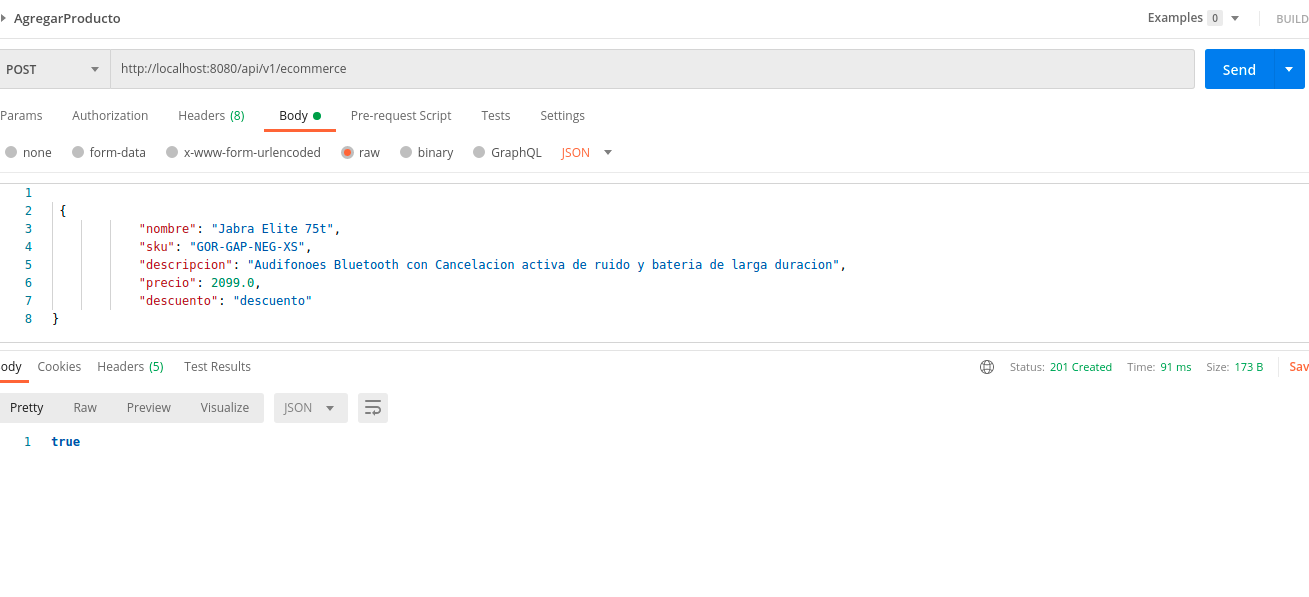 AgregarProducto Examples 0 BUILD
POST http://localhost:8080/api/v1/ecommerce Send
Params Authorization Headers (8) Body Pre-request Script Tests Settings
none form-data x-www-form-urlencoded raw binary GraphQL JSON
1
2 {
3 "nombre": "Jabra Elite 75t",
4 "sku": "GOR-GAP-NEG-XS",
5 "descripcion": "Audifonoes Bluetooth con Cancelacion activa de ruido y bateria de larga duracion",
6 "precio": 2099.0,
7 "descuento": "descuento"
8 }
ody Cookies Headers (5) Test Results Status: 201 Created Time: 91 ms Size: 173 B Sav
Pretty Raw Preview Visualize JSON
1 true